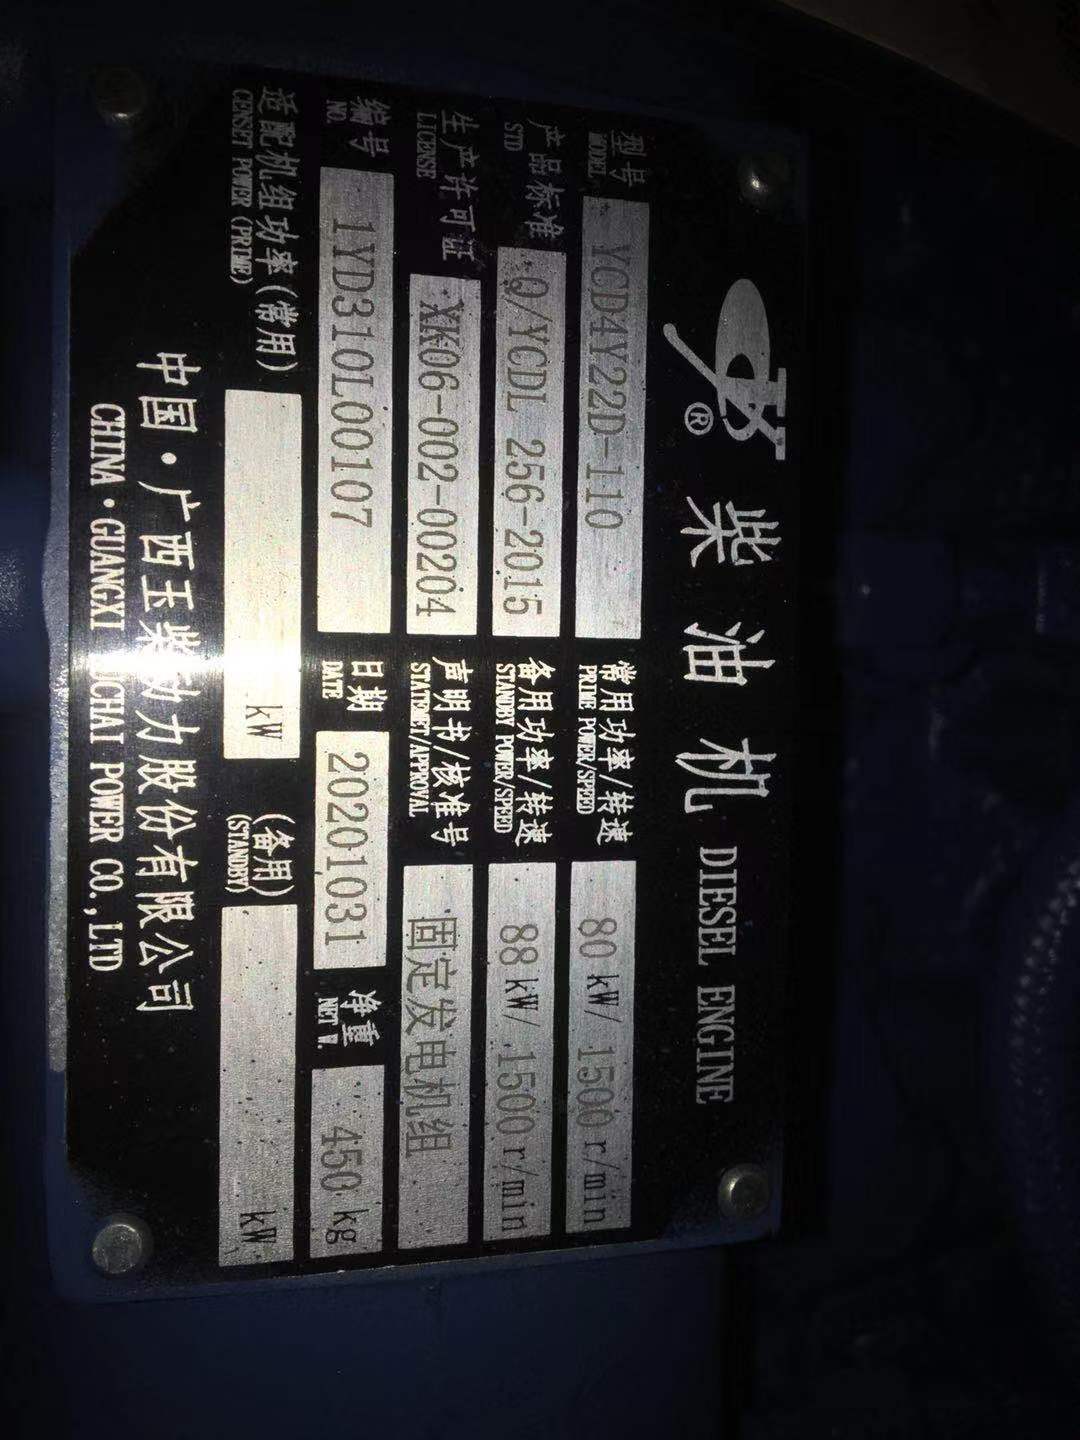 ® 柴油机 DIESEL ENGINE
型号 YCD4Y22D-110 常用功率/转速 80 kW/ 1500 r/min
MODEL PRIME POWER/SPEED
产品标准 Q/YCDL 256-2015 备用功率/转速 88 kW/ 1500 r/min
STD STANDBY POWER/SPEED
生产许可证 XK06-002-00204 声明书/核准号 固定发电机组
LICENSE STATEMENT/APPROVAL
编号 1YD310L00107 日期 20201031 净重 450 kg
NO. DATE NET W.
适配机组功率(常用) kW (备用) kW
GENSET POWER (PRIME) (STANDBY)
中国·广西玉柴动力股份有限公司
CHINA·GUANGXI YUCHAI POWER CO.,LTD